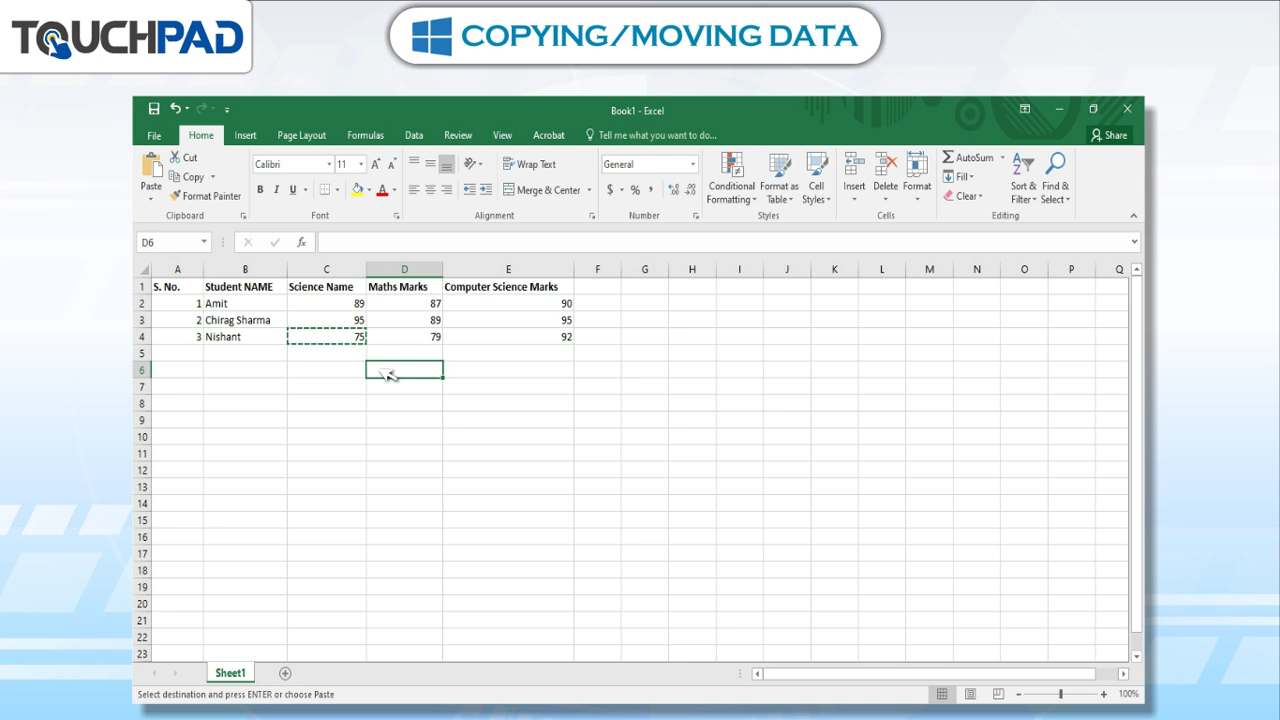 TOUCHPAD
COPYING/MOVING DATA
Book1 - Excel
File Home Insert Page Layout Formulas Data Review View Acrobat Tell me what you want to do... Share
Paste Cut Copy Format Painter Clipboard
Calibri 11 B I U Font
Wrap Text Merge & Center Alignment
General $ % , Number
Conditional Formatting Format as Table Cell Styles Styles
Insert Delete Format Cells
AutoSum Fill Clear Sort & Filter Find & Select Editing
D6 fx
A B C D E F G H I J K L M N O P Q
1 S. No. Student NAME Science Name Maths Marks Computer Science Marks
2 1 Amit 89 87 90
3 2 Chirag Sharma 95 89 95
4 3 Nishant 75 79 92
5
6
7
8
9
10
11
12
13
14
15
16
17
18
19
20
21
22
23
Sheet1
Select destination and press ENTER or choose Paste 100%